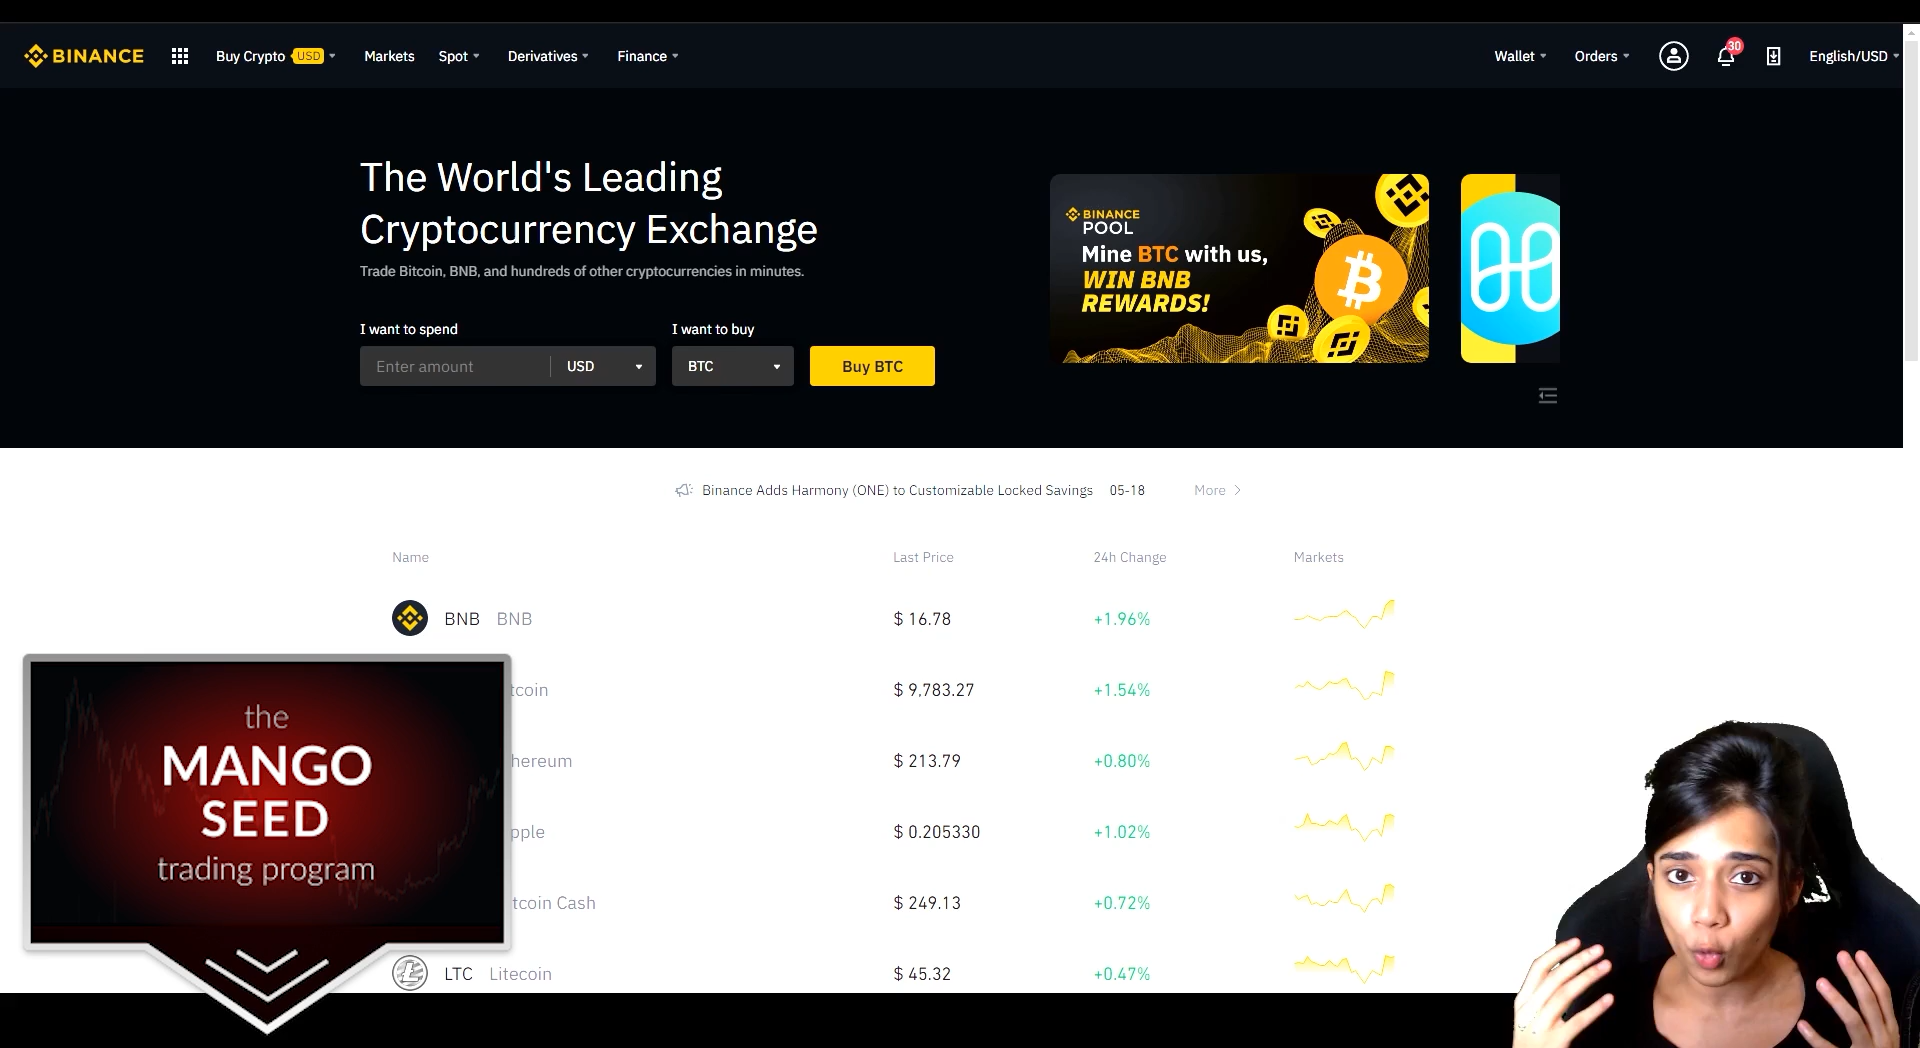 BINANCE
Buy Crypto USD
Markets
Spot
Derivatives
Finance
Wallet
Orders
30
English/USD
The World's Leading
Cryptocurrency Exchange
Trade Bitcoin, BNB, and hundreds of other cryptocurrencies in minutes.
I want to spend
I want to buy
Enter amount
USD
BTC
Buy BTC
BINANCE
POOL
Mine BTC with us,
WIN BNB
REWARDS!
Binance Adds Harmony (ONE) to Customizable Locked Savings 05-18 More
Name Last Price 24h Change Markets
BNB BNB $ 16.78 +1.96%
tcoin $ 9,783.27 +1.54%
hereum $ 213.79 +0.80%
pple $ 0.205330 +1.02%
tcoin Cash $ 249.13 +0.72%
LTC Litecoin $ 45.32 +0.47%
the
MANGO
SEED
trading program